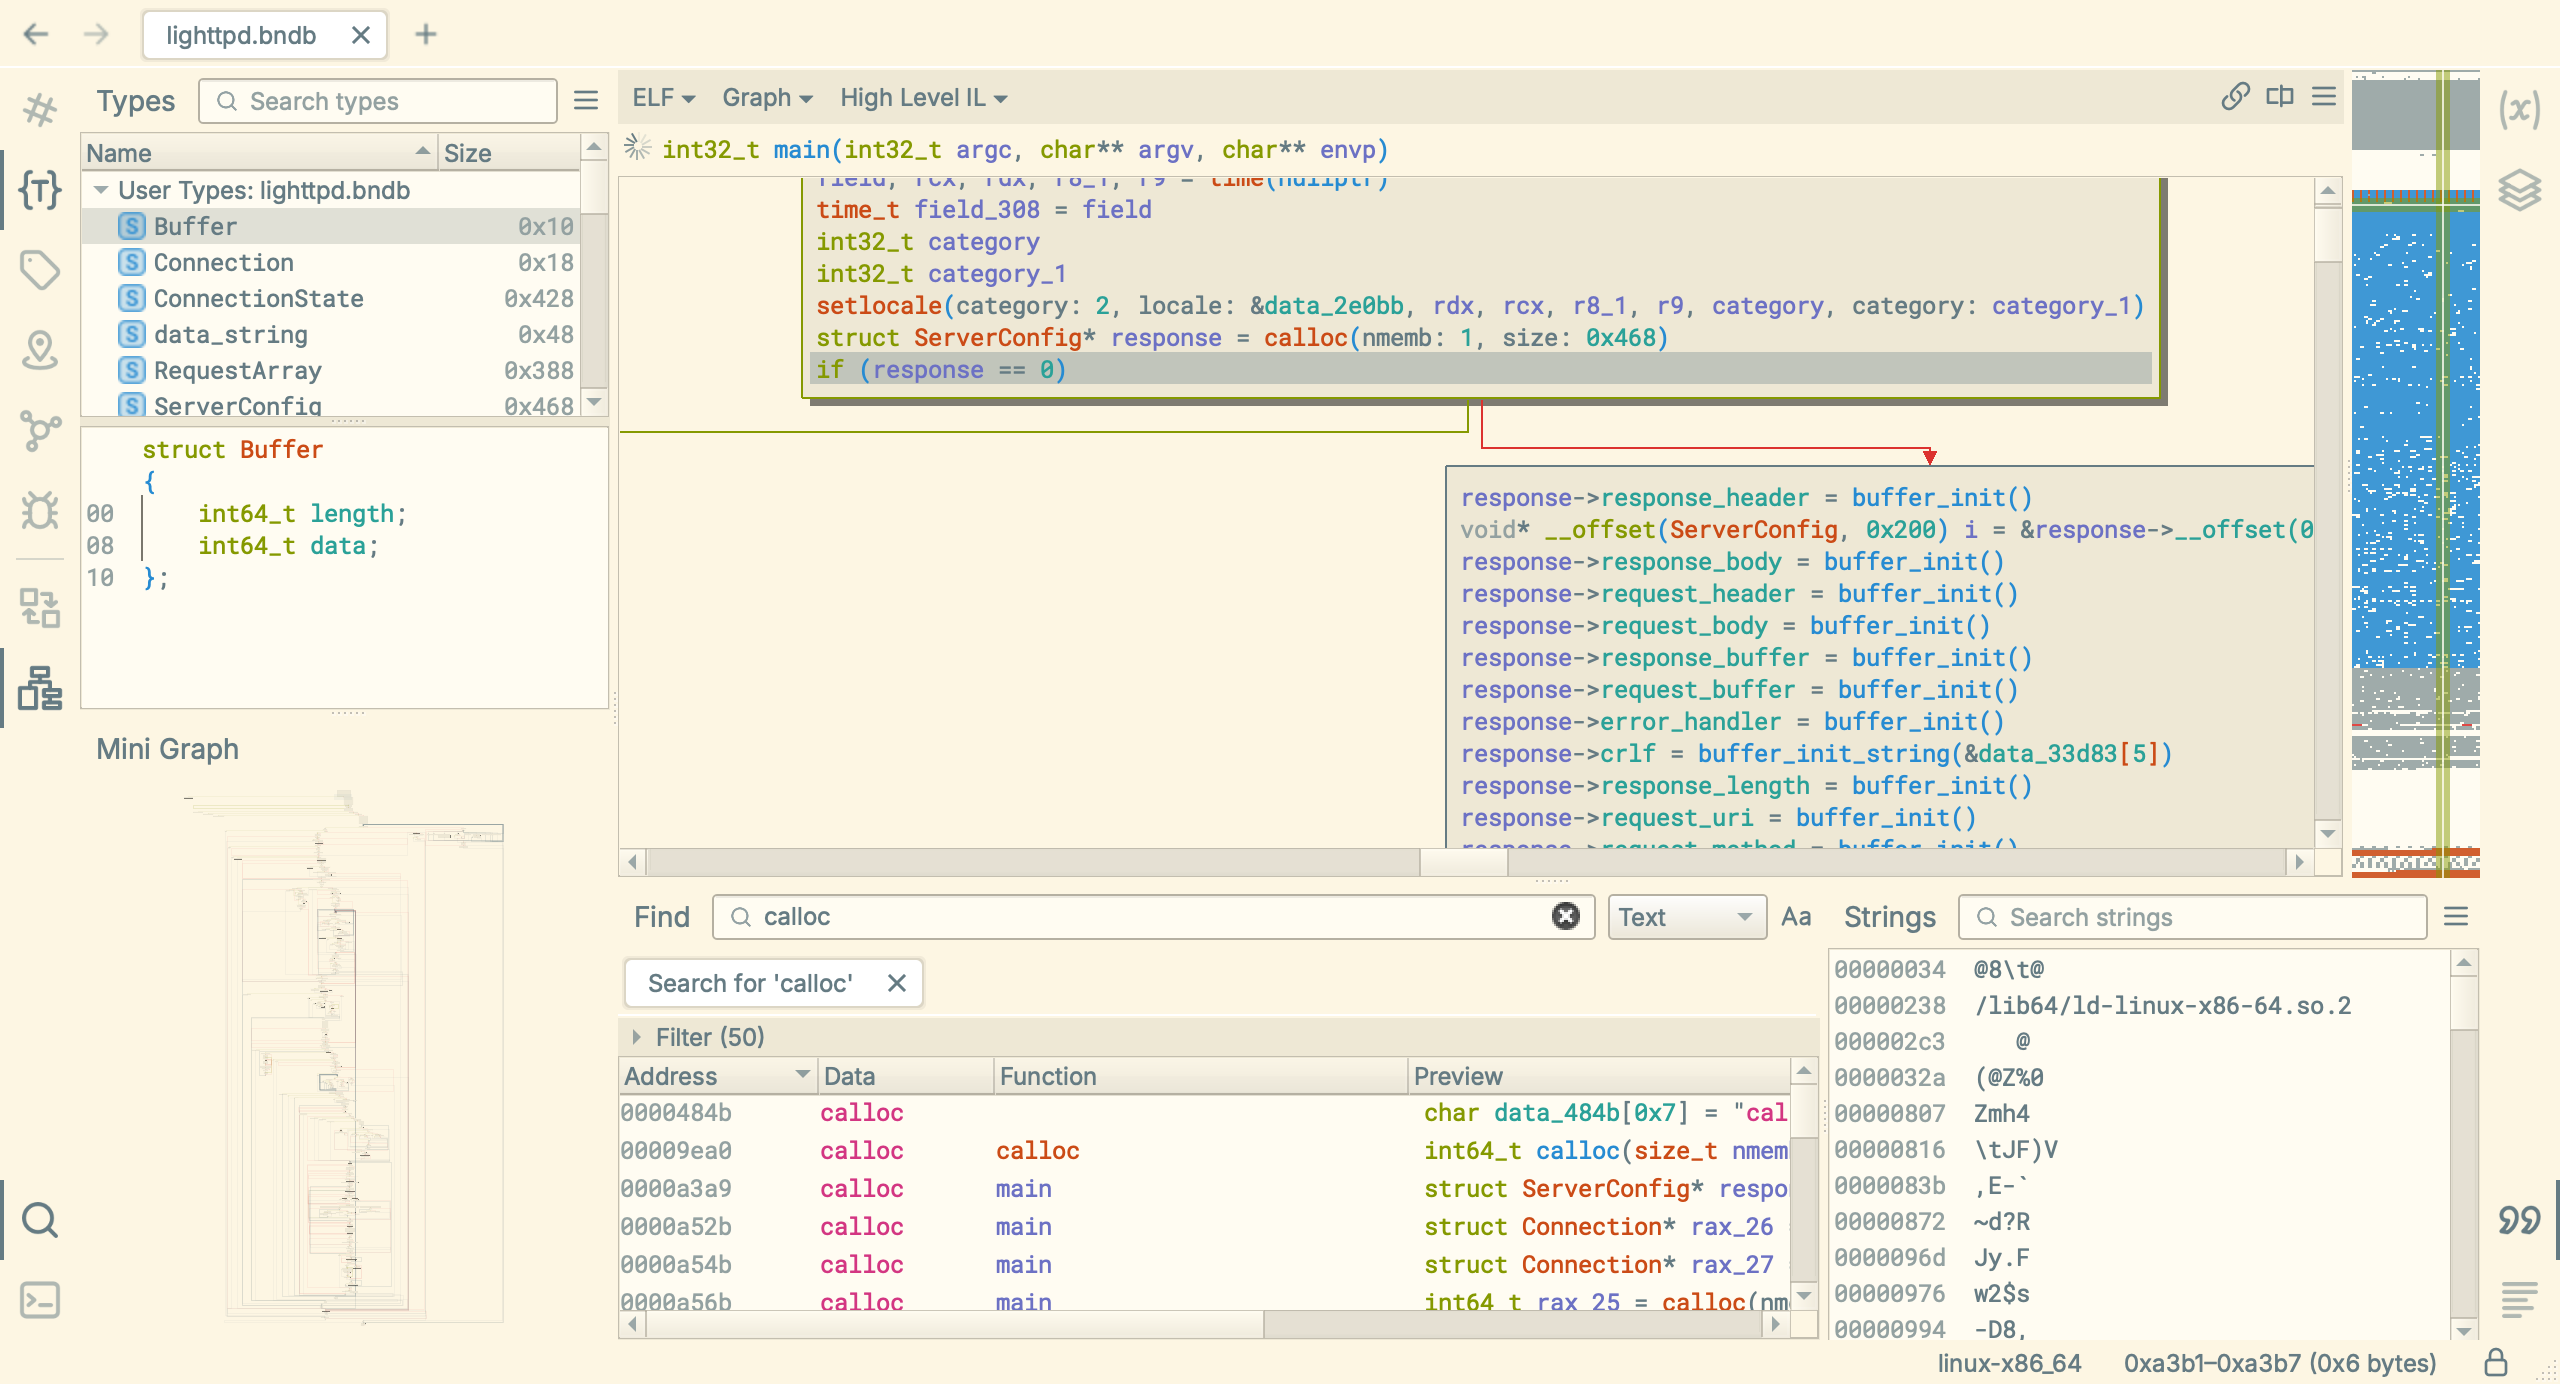 lighttpd.bndb
Types
Search types
Name Size
User Types: lighttpd.bndb
S Buffer 0x10
S Connection 0x18
S ConnectionState 0x428
S data_string 0x48
S RequestArray 0x388
S ServerConfig 0x468
struct Buffer
{
00 int64_t length;
08 int64_t data;
10 };
Mini Graph
ELF Graph High Level IL
int32_t main(int32_t argc, char** argv, char** envp)
field, rcx, rdx, r8_1, r9 = time(nullptr)
time_t field_308 = field
int32_t category
int32_t category_1
setlocale(category: 2, locale: &data_2e0bb, rdx, rcx, r8_1, r9, category, category: category_1)
struct ServerConfig* response = calloc(nmemb: 1, size: 0x468)
if (response == 0)
response->response_header = buffer_init()
void* __offset(ServerConfig, 0x200) i = &response->__offset(0
response->response_body = buffer_init()
response->request_header = buffer_init()
response->request_body = buffer_init()
response->response_buffer = buffer_init()
response->request_buffer = buffer_init()
response->error_handler = buffer_init()
response->crlf = buffer_init_string(&data_33d83[5])
response->response_length = buffer_init()
response->request_uri = buffer_init()
response->request_method = buffer_init()
Find
calloc
Text
Aa
Search for 'calloc'
Filter (50)
Address Data Function Preview
0000484b calloc char data_484b[0x7] = "cal
00009ea0 calloc calloc int64_t calloc(size_t nmem
0000a3a9 calloc main struct ServerConfig* respo
0000a52b calloc main struct Connection* rax_26
0000a54b calloc main struct Connection* rax_27
0000a56b calloc main int64_t rax_25 = calloc(nm
Strings
Search strings
00000034 @8\t@
00000238 /lib64/ld-linux-x86-64.so.2
000002c3 @
0000032a (@Z%0
00000807 Zmh4
00000816 \tJF)V
0000083b ,E-`
00000872 ~d?R
0000096d Jy.F
00000976 w2$s
00000994 -D8,
linux-x86_64 0xa3b1–0xa3b7 (0x6 bytes)